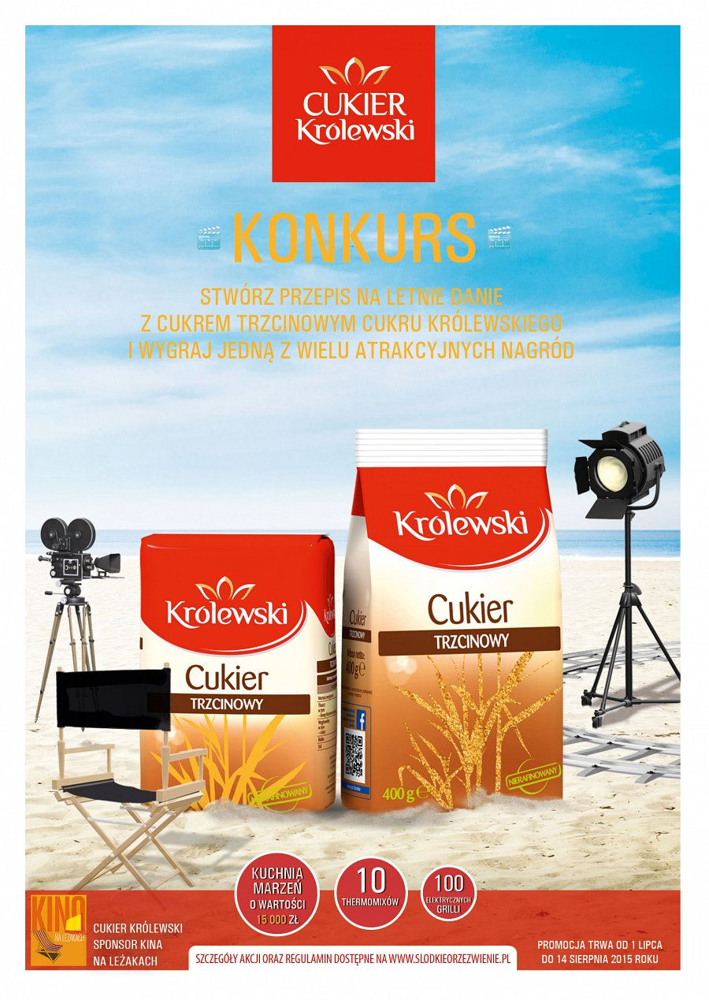 CUKIER
Królewski
KONKURS
STWÓRZ PRZEPIS NA LETNIE DANIE
Z CUKREM TRZCINOWYM CUKRU KRÓLEWSKIEGO
I WYGRAJ JEDNĄ Z WIELU ATRAKCYJNYCH NAGRÓD
Królewski
Cukier
TRZCINOWY
NIERAFINOWANY
Królewski
Cukier
TRZCINOWY
Cukier
TRZCINOWY
Masa netto:
400 g e
400 g e
NIERAFINOWANY
KUCHNIA
MARZEŃ
O WARTOŚCI
15 000 ZŁ
10
THERMOMIXÓW
100
ELEKTRYCZNYCH
GRILLI
KINO
NA LEŻAKACH
CUKIER KRÓLEWSKI
SPONSOR KINA
NA LEŻAKACH
SZCZEGÓŁY AKCJI ORAZ REGULAMIN DOSTĘPNE NA WWW.SLODKIEORZEZWIENIE.PL
PROMOCJA TRWA OD 1 LIPCA
DO 14 SIERPNIA 2015 ROKU